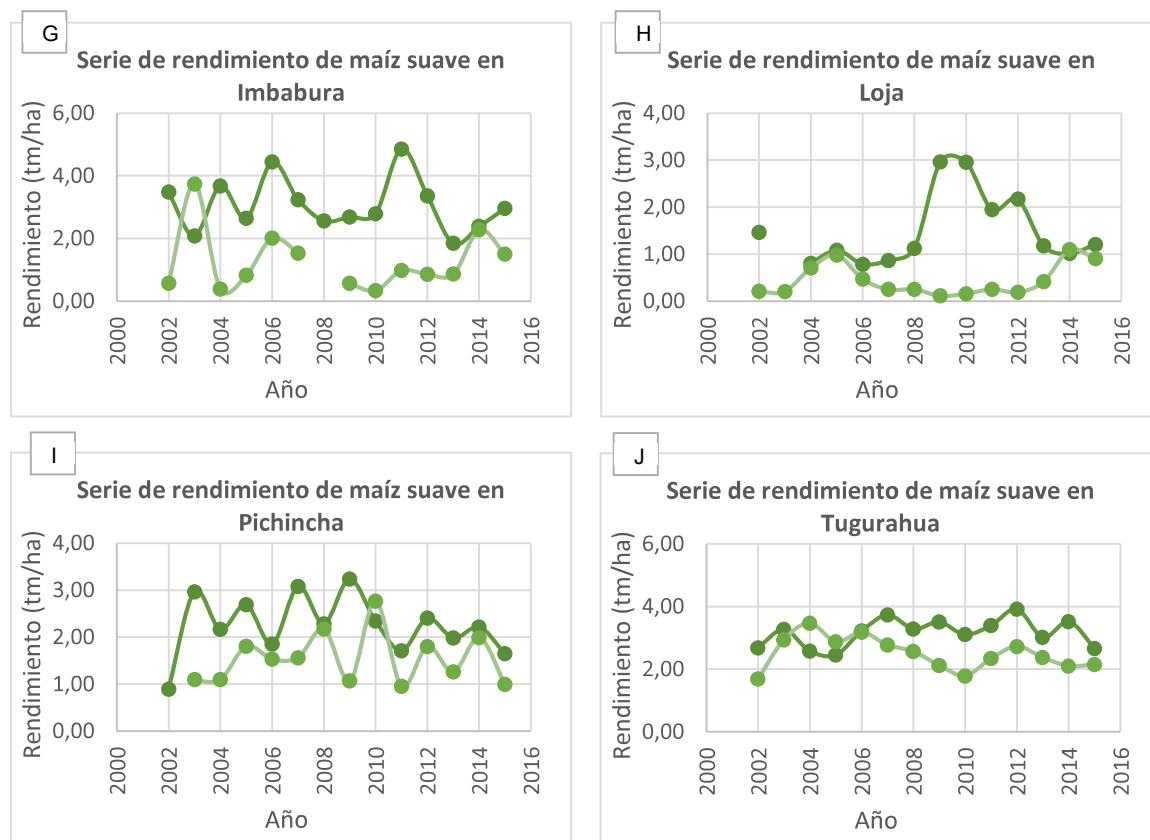 G
Serie de rendimiento de maíz suave en
Imbabura
Rendimiento (tm/ha)
6,00
4,00
2,00
0,00
2000
2002
2004
2006
2008
2010
2012
2014
2016
Año
H
Serie de rendimiento de maíz suave en
Loja
Rendimiento (tm/ha)
4,00
3,00
2,00
1,00
0,00
2000
2002
2004
2006
2008
2010
2012
2014
2016
Año
I
Serie de rendimiento de maíz suave en
Pichincha
Rendimiento (tm/ha)
4,00
3,00
2,00
1,00
0,00
2000
2002
2004
2006
2008
2010
2012
2014
2016
Año
J
Serie de rendimiento de maíz suave en
Tugurahua
Rendimiento (tm/ha)
6,00
4,00
2,00
0,00
2000
2002
2004
2006
2008
2010
2012
2014
2016
Año